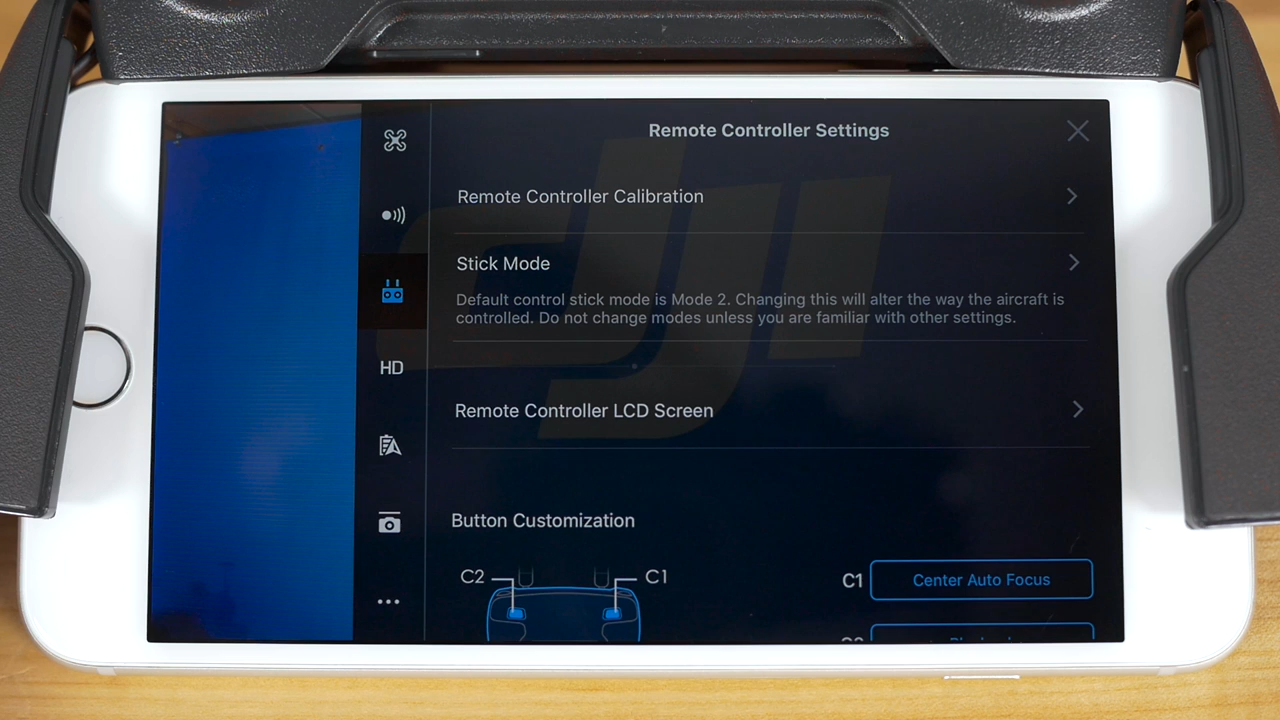 Remote Controller Settings
Remote Controller Calibration
Stick Mode
Default control stick mode is Mode 2. Changing this will alter the way the aircraft is
controlled. Do not change modes unless you are familiar with other settings.
HD
Remote Controller LCD Screen
Button Customization
C2
C1
C1
Center Auto Focus
dji